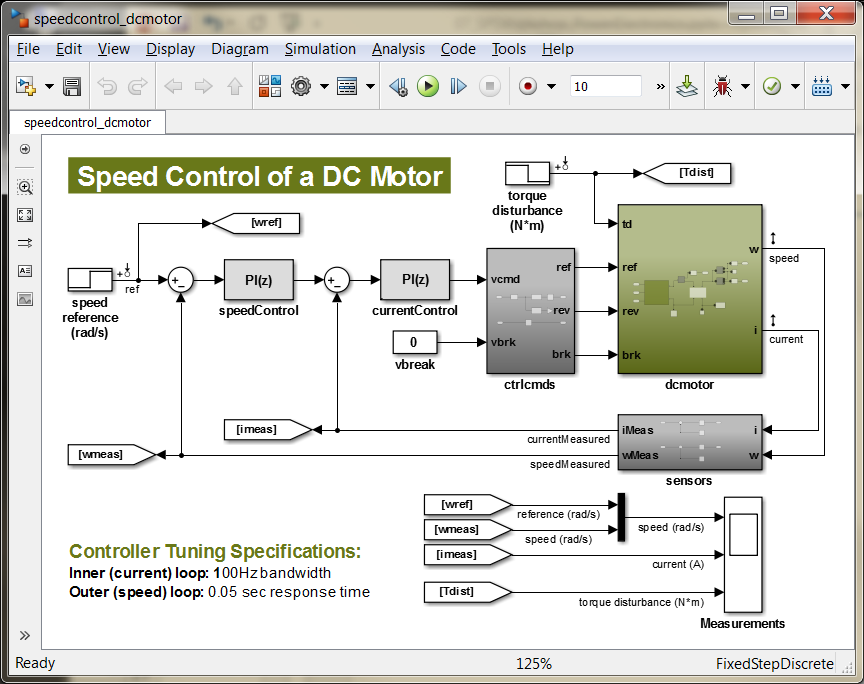 speedcontrol_dcmotor
File Edit View Display Diagram Simulation Analysis Code Tools Help
10 »
speedcontrol_dcmotor
Speed Control of a DC Motor
[Tdist]
torque
disturbance
(N*m)
[wref]
td
w
speed
ref
speed
reference
(rad/s)
+
-
PI(z)
speedControl
+
-
PI(z)
currentControl
vcmd
ref
rev
brk
vbrk
ctrlcmds
0
vbreak
ref
rev
brk
i
current
dcmotor
[imeas]
currentMeasured
iMeas
i
[wmeas]
speedMeasured
wMeas
w
sensors
[wref]
reference (rad/s)
[wmeas]
speed (rad/s)
speed (rad/s)
[imeas]
current (A)
[Tdist]
torque disturbance (N*m)
Measurements
Controller Tuning Specifications:
Inner (current) loop: 100Hz bandwidth
Outer (speed) loop: 0.05 sec response time
»
Ready 125% FixedStepDiscrete